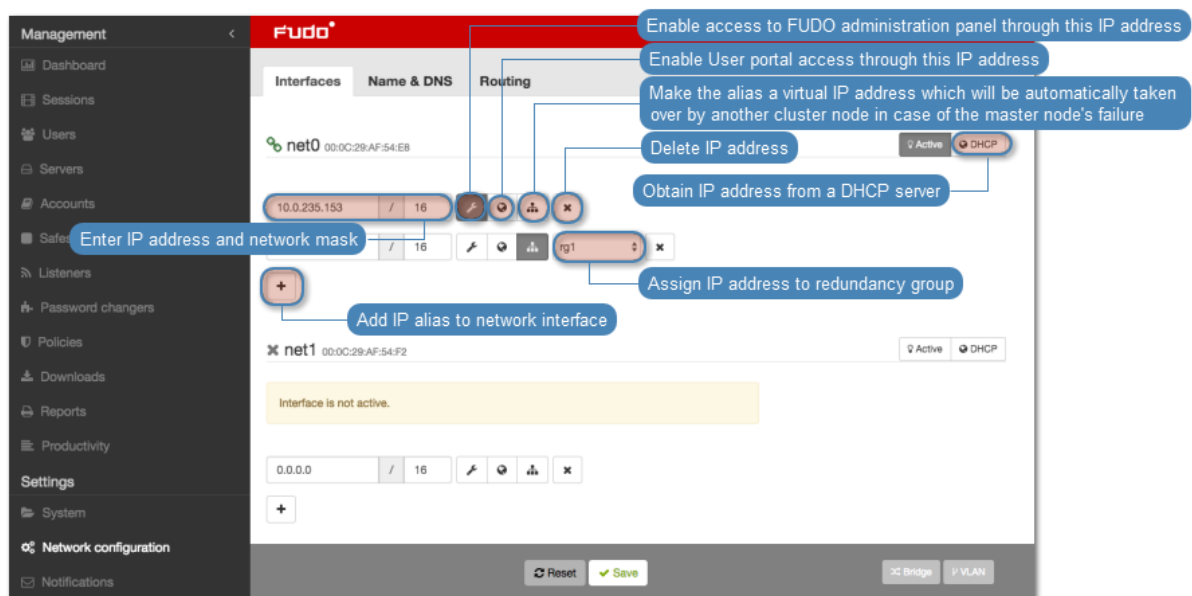 Management
Dashboard
Sessions
Users
Servers
Accounts
Safes
Listeners
Password changers
Policies
Downloads
Reports
Productivity
Settings
System
Network configuration
Notifications
FUDO
Enable access to FUDO administration panel through this IP address
Interfaces Name & DNS Routing
Enable User portal access through this IP address
Make the alias a virtual IP address which will be automatically taken
over by another cluster node in case of the master node's failure
net0 00:0C:29:AF:54:E8
Delete IP address
Active DHCP
Obtain IP address from a DHCP server
10.0.235.153 / 16
Enter IP address and network mask
/ 16 rg1
Assign IP address to redundancy group
+
Add IP alias to network interface
net1 00:0C:29:AF:54:F2
Active DHCP
Interface is not active.
0.0.0.0 / 16
+
Reset Save Bridge VLAN